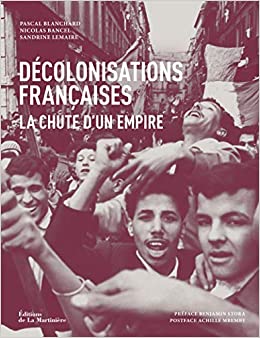 PASCAL BLANCHARD
NICOLAS BANCEL
SANDRINE LEMAIRE
DÉCOLONISATIONS
FRANÇAISES
LA CHUTE D'UN EMPIRE
Éditions
de La Martinière
PRÉFACE BENJAMIN STORA
POSTFACE ACHILLE MBEMBE